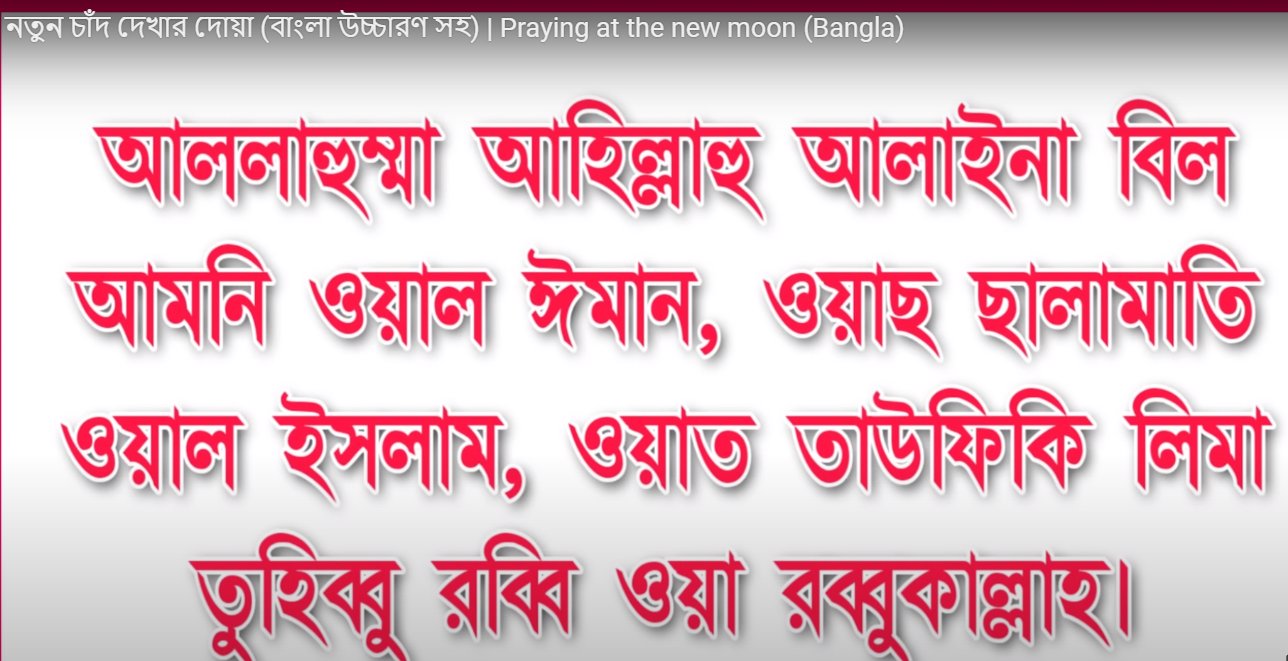 নতুন চাঁদ দেখার দোয়া (বাংলা উচ্চারণ সহ) | Praying at the new moon (Bangla)
আললাহুম্মা আহিল্লাহু আলাইনা বিল
আমনি ওয়াল ঈমান, ওয়াছ ছালামাতি
ওয়াল ইসলাম, ওয়াত তাউফিকি লিমা
তুহিব্বু রব্বি ওয়া রব্বুকাল্লাহ।